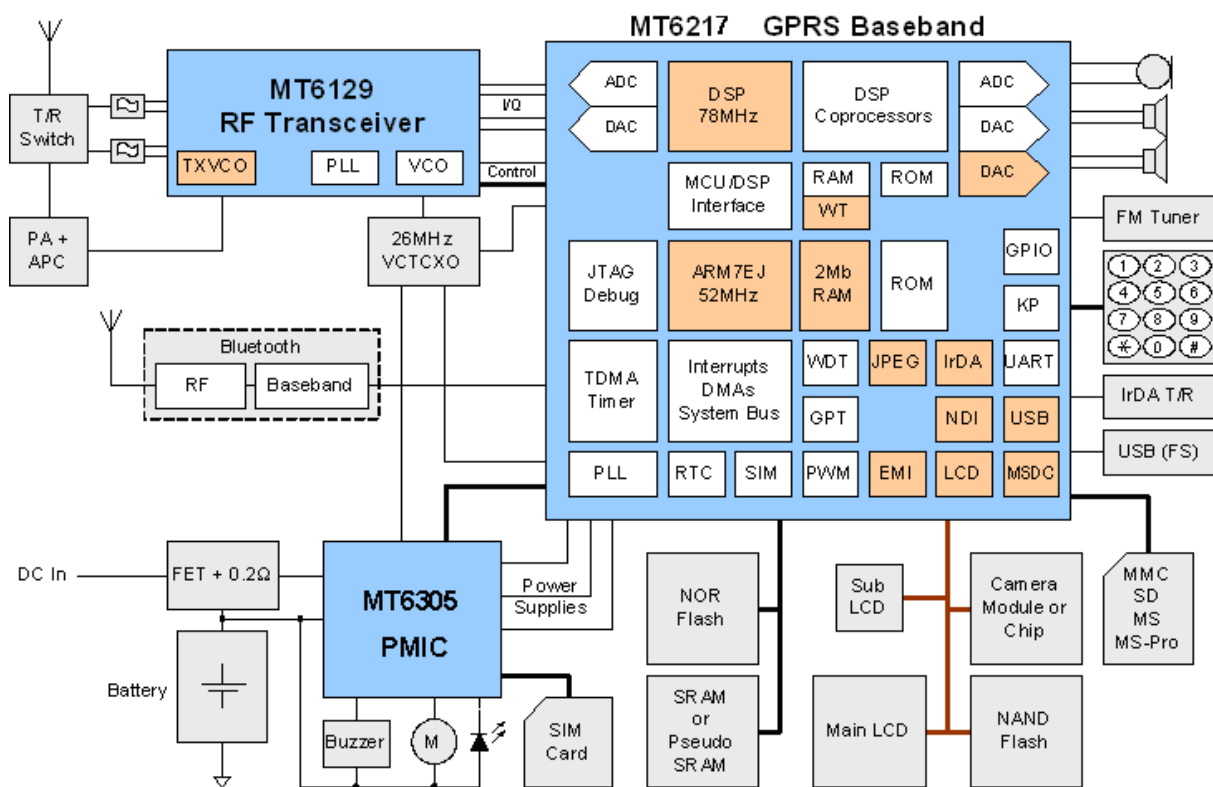 MT6217 GPRS Baseband
MT6129
RF Transceiver
TXVCO
PLL
VCO
T/R
Switch
PA +
APC
26MHz
VCTCXO
I/Q
Control
ADC
DAC
DSP
78MHz
DSP
Coprocessors
ADC
DAC
DAC
MCU/DSP
Interface
RAM
WT
ROM
JTAG
Debug
ARM7EJ
52MHz
2Mb
RAM
ROM
GPIO
KP
TDMA
Timer
Interrupts
DMAs
System Bus
WDT
JPEG
IrDA
UART
GPT
NDI
USB
PLL
RTC
SIM
PWM
EMI
LCD
MSDC
FM Tuner
1 2 3
4 5 6
7 8 9
* 0 #
IrDA T/R
USB (FS)
Bluetooth
RF
Baseband
DC In
FET + 0.2Ω
Battery
MT6305
PMIC
Power
Supplies
Buzzer
M
SIM
Card
NOR
Flash
SRAM
or
Pseudo
SRAM
Sub
LCD
Main LCD
Camera
Module or
Chip
NAND
Flash
MMC
SD
MS
MS-Pro